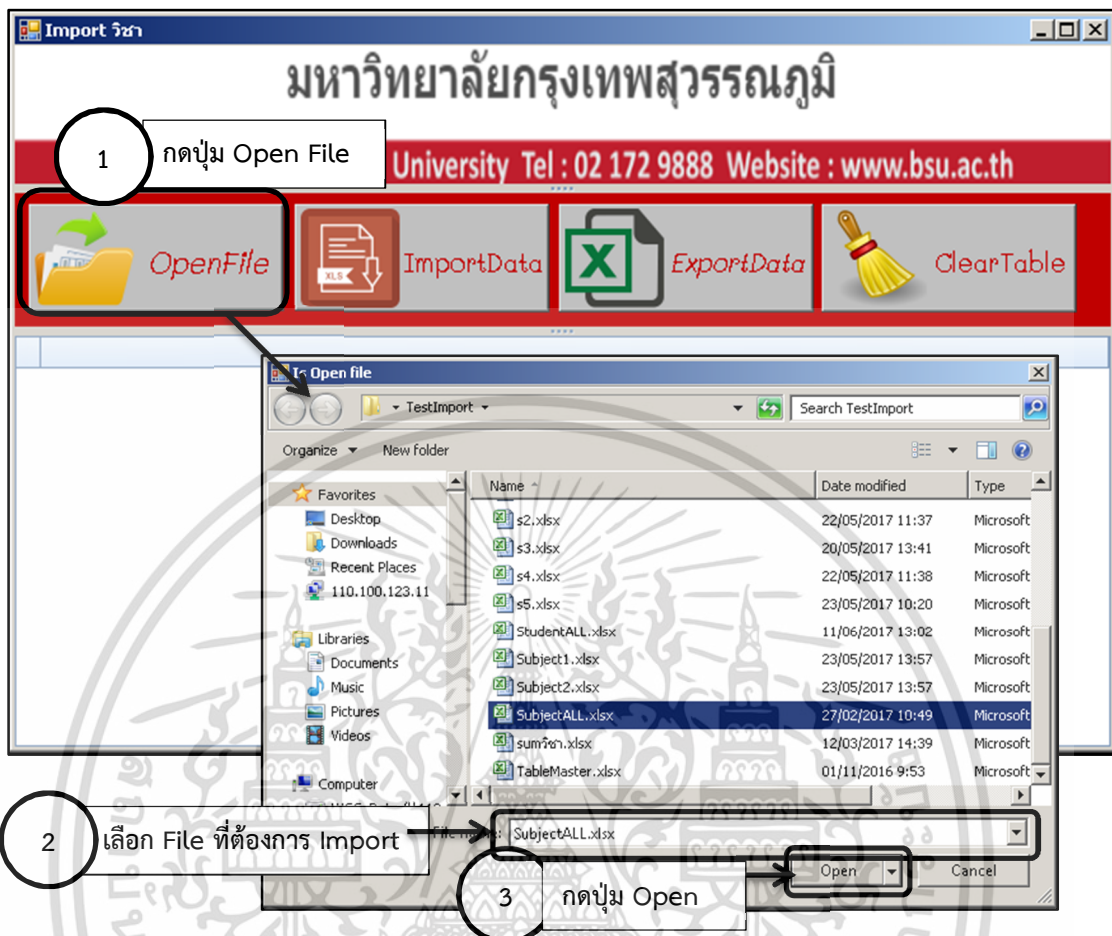 Import วิชา
มหาวิทยาลัยกรุงเทพสุวรรณภูมิ
1 กดปุ่ม Open File
University Tel : 02 172 9888 Website : www.bsu.ac.th
OpenFile ImportData ExportData ClearTable
XLS
Is Open file
TestImport Search TestImport
Organize New folder
Name Date modified Type
Favorites
Desktop
Downloads
Recent Places
110.100.123.11
Libraries
Documents
Music
Pictures
Videos
Computer
s2.xlsx 22/05/2017 11:37 Microsoft
s3.xlsx 20/05/2017 13:41 Microsoft
s4.xlsx 22/05/2017 11:38 Microsoft
s5.xlsx 23/05/2017 10:20 Microsoft
StudentALL.xlsx 11/06/2017 13:02 Microsoft
Subject1.xlsx 23/05/2017 13:57 Microsoft
Subject2.xlsx 23/05/2017 13:57 Microsoft
SubjectALL.xlsx 27/02/2017 10:49 Microsoft
sumวิชา.xlsx 12/03/2017 14:39 Microsoft
TableMaster.xlsx 01/11/2016 9:53 Microsoft
2 เลือก File ที่ต้องการ Import
File SubjectALL.xlsx
3 กดปุ่ม Open
Open Cancel